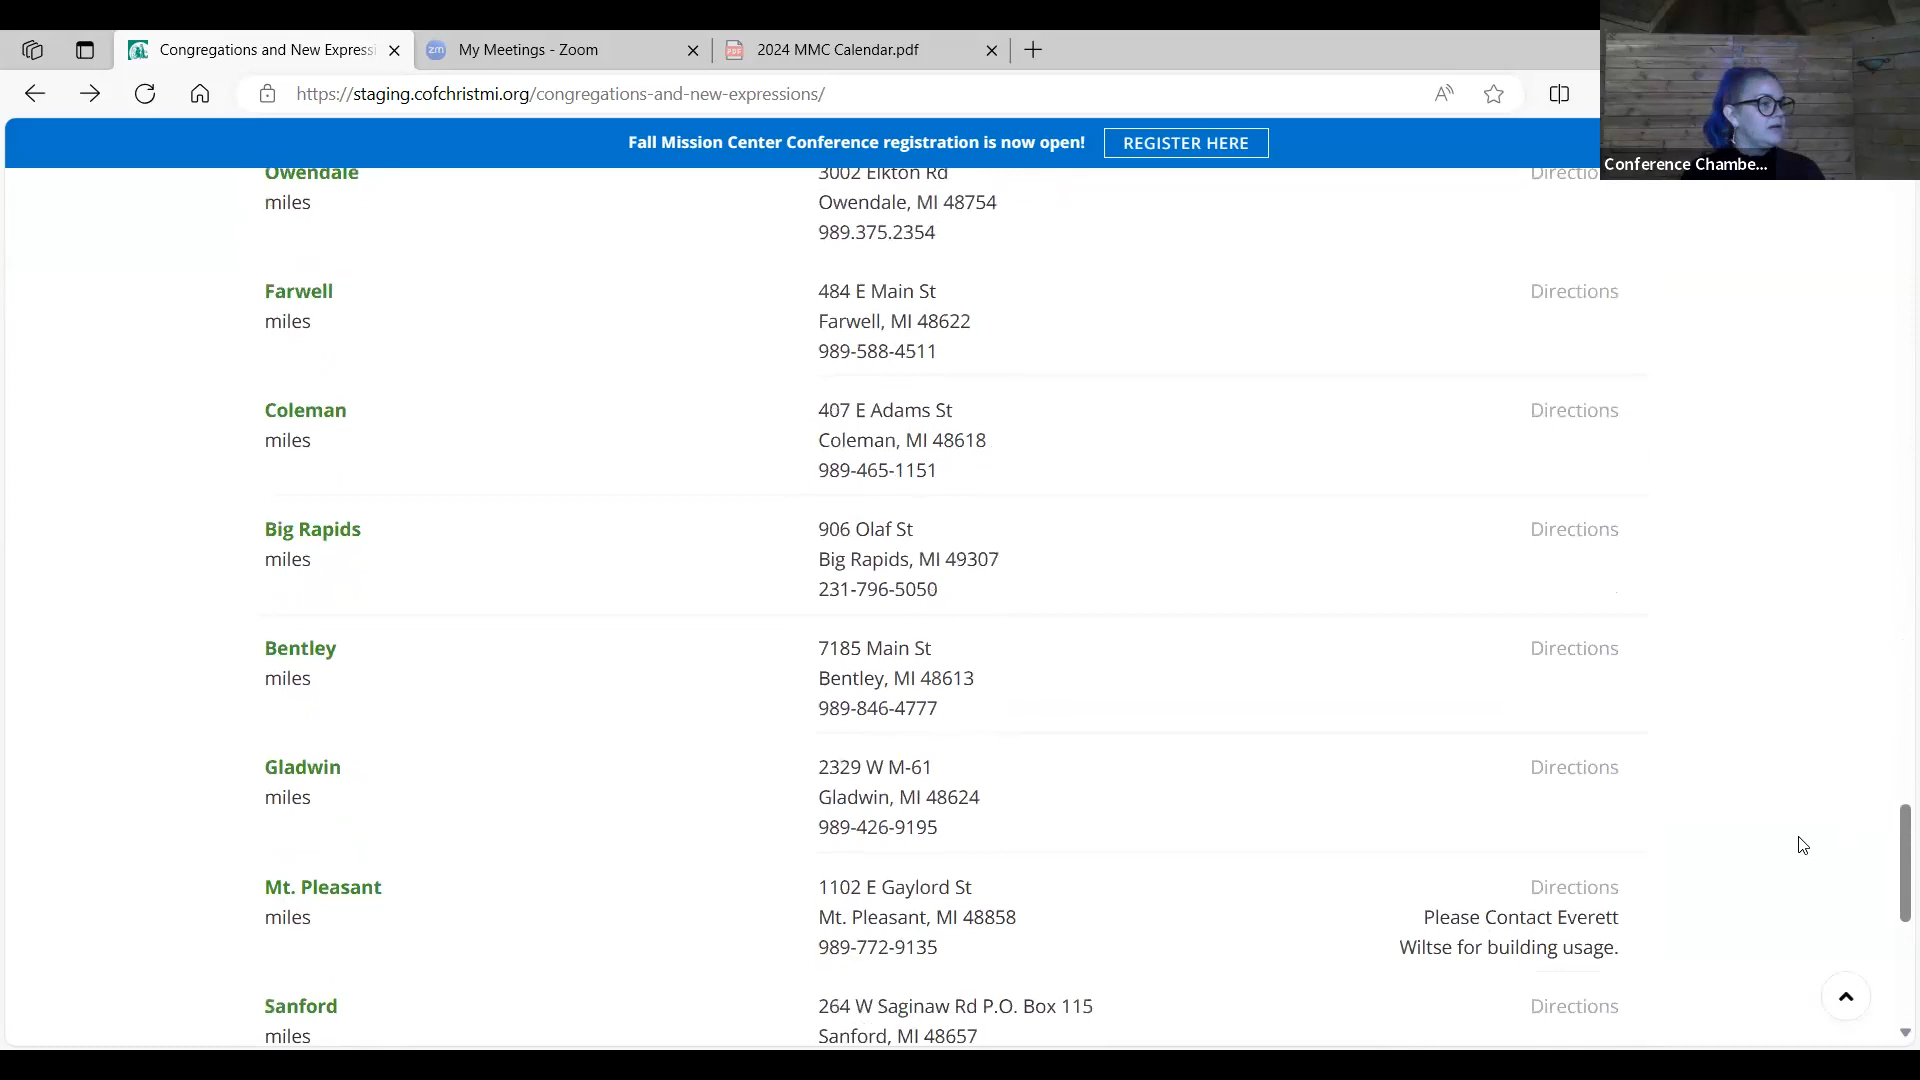 Congregations and New Expressi
My Meetings - Zoom
2024 MMC Calendar.pdf
https://staging.cofchristmi.org/congregations-and-new-expressions/
Fall Mission Center Conference registration is now open!
REGISTER HERE
Conference Chambe...
Owendale
miles
3002 Elkton Rd
Owendale, MI 48754
989.375.2354
Directio
Farwell
miles
484 E Main St
Farwell, MI 48622
989-588-4511
Directions
Coleman
miles
407 E Adams St
Coleman, MI 48618
989-465-1151
Directions
Big Rapids
miles
906 Olaf St
Big Rapids, MI 49307
231-796-5050
Directions
Bentley
miles
7185 Main St
Bentley, MI 48613
989-846-4777
Directions
Gladwin
miles
2329 W M-61
Gladwin, MI 48624
989-426-9195
Directions
Mt. Pleasant
miles
1102 E Gaylord St
Mt. Pleasant, MI 48858
989-772-9135
Directions
Please Contact Everett
Wiltse for building usage.
Sanford
miles
264 W Saginaw Rd P.O. Box 115
Sanford, MI 48657
Directions